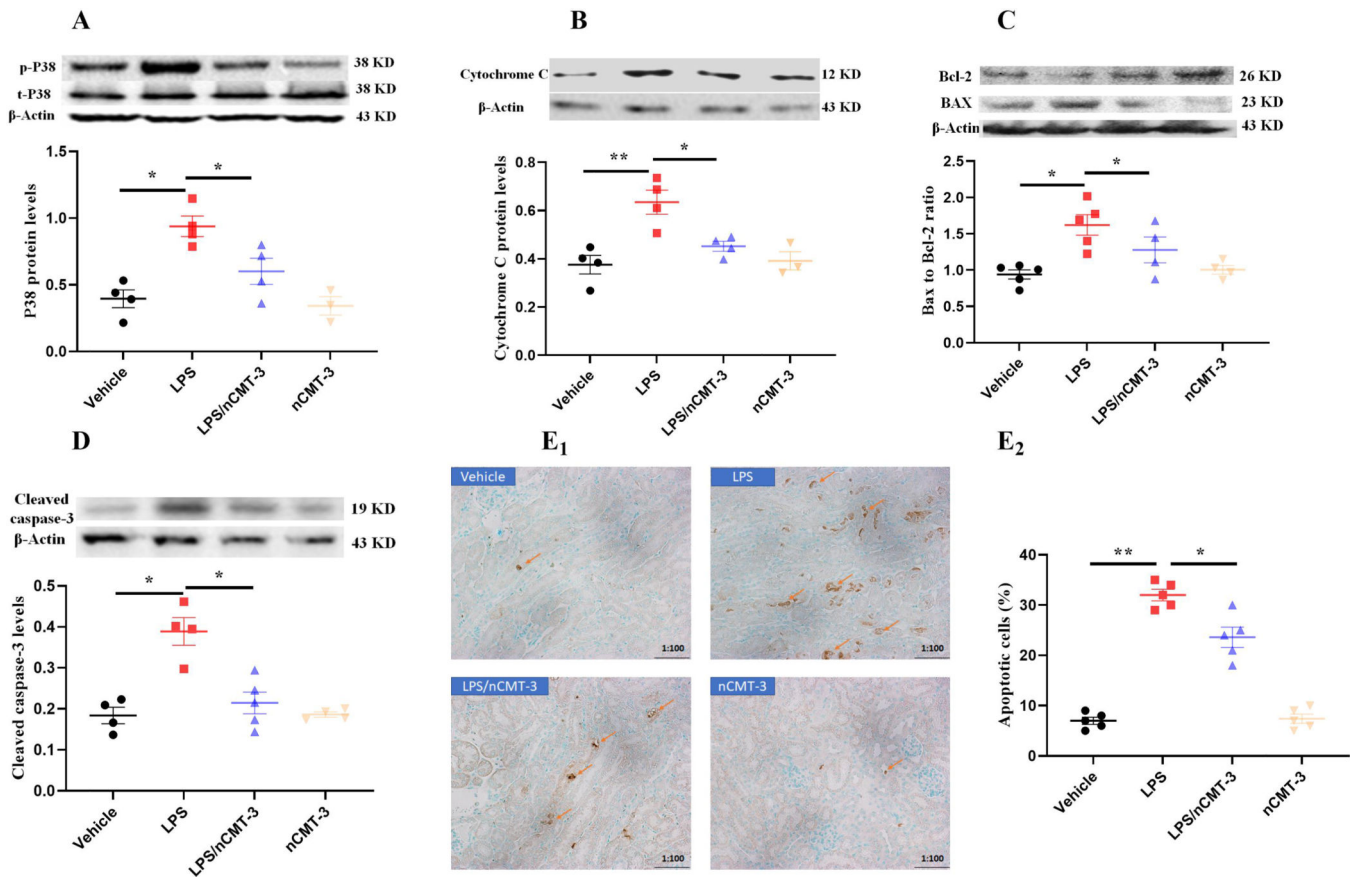 A
p-P38 38 KD
t-P38 38 KD
β-Actin 43 KD
P38 protein levels
1.5
1.0
0.5
0.0
* *
Vehicle LPS LPS/nCMT-3 nCMT-3
B
Cytochrome C 12 KD
β-Actin 43 KD
Cytochrome C protein levels
0.8
0.6
0.4
0.2
0.0
** *
Vehicle LPS LPS/nCMT-3 nCMT-3
C
Bcl-2 26 KD
BAX 23 KD
β-Actin 43 KD
Bax to Bcl-2 ratio
2.5
2.0
1.5
1.0
0.5
0.0
* *
Vehicle LPS LPS/nCMT-3 nCMT-3
D
Cleaved
caspase-3 19 KD
β-Actin 43 KD
Cleaved caspase-3 levels
0.5
0.4
0.3
0.2
0.1
0.0
* *
Vehicle LPS LPS/nCMT-3 nCMT-3
E1
Vehicle
1:100
LPS
1:100
LPS/nCMT-3
1:100
nCMT-3
1:100
E2
Apoptotic cells (%)
40
30
20
10
0
** *
Vehicle LPS LPS/nCMT-3 nCMT-3